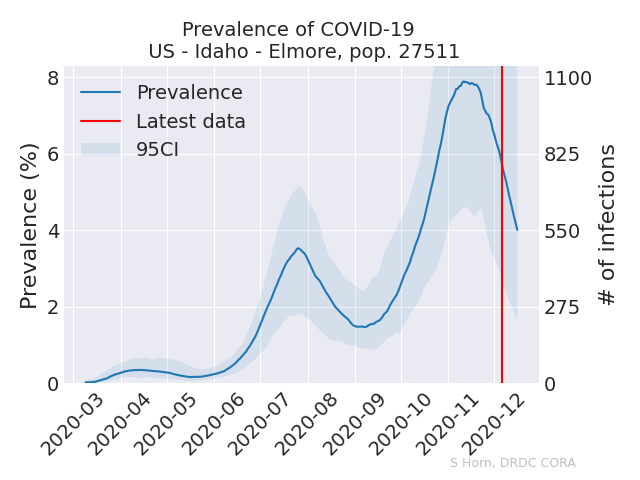 Prevalence of COVID-19
US - Idaho - Elmore, pop. 27511
Prevalence (%)
8
6
4
2
0
Prevalence
Latest data
95CI
1100
825
550
275
0
# of infections
2020-03
2020-04
2020-05
2020-06
2020-07
2020-08
2020-09
2020-10
2020-11
2020-12
S Horn, DRDC CORA